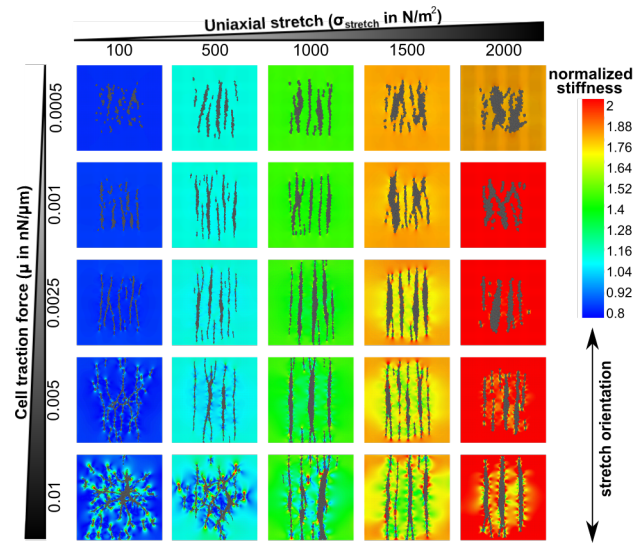 Uniaxial stretch (σstretch in N/m²)
100 500 1000 1500 2000
Cell traction force (μ in nN/μm)
0.0005
0.001
0.0025
0.005
0.01
normalized
stiffness
2
1.88
1.76
1.64
1.52
1.40
1.28
1.16
1.04
0.92
0.8
stretch orientation